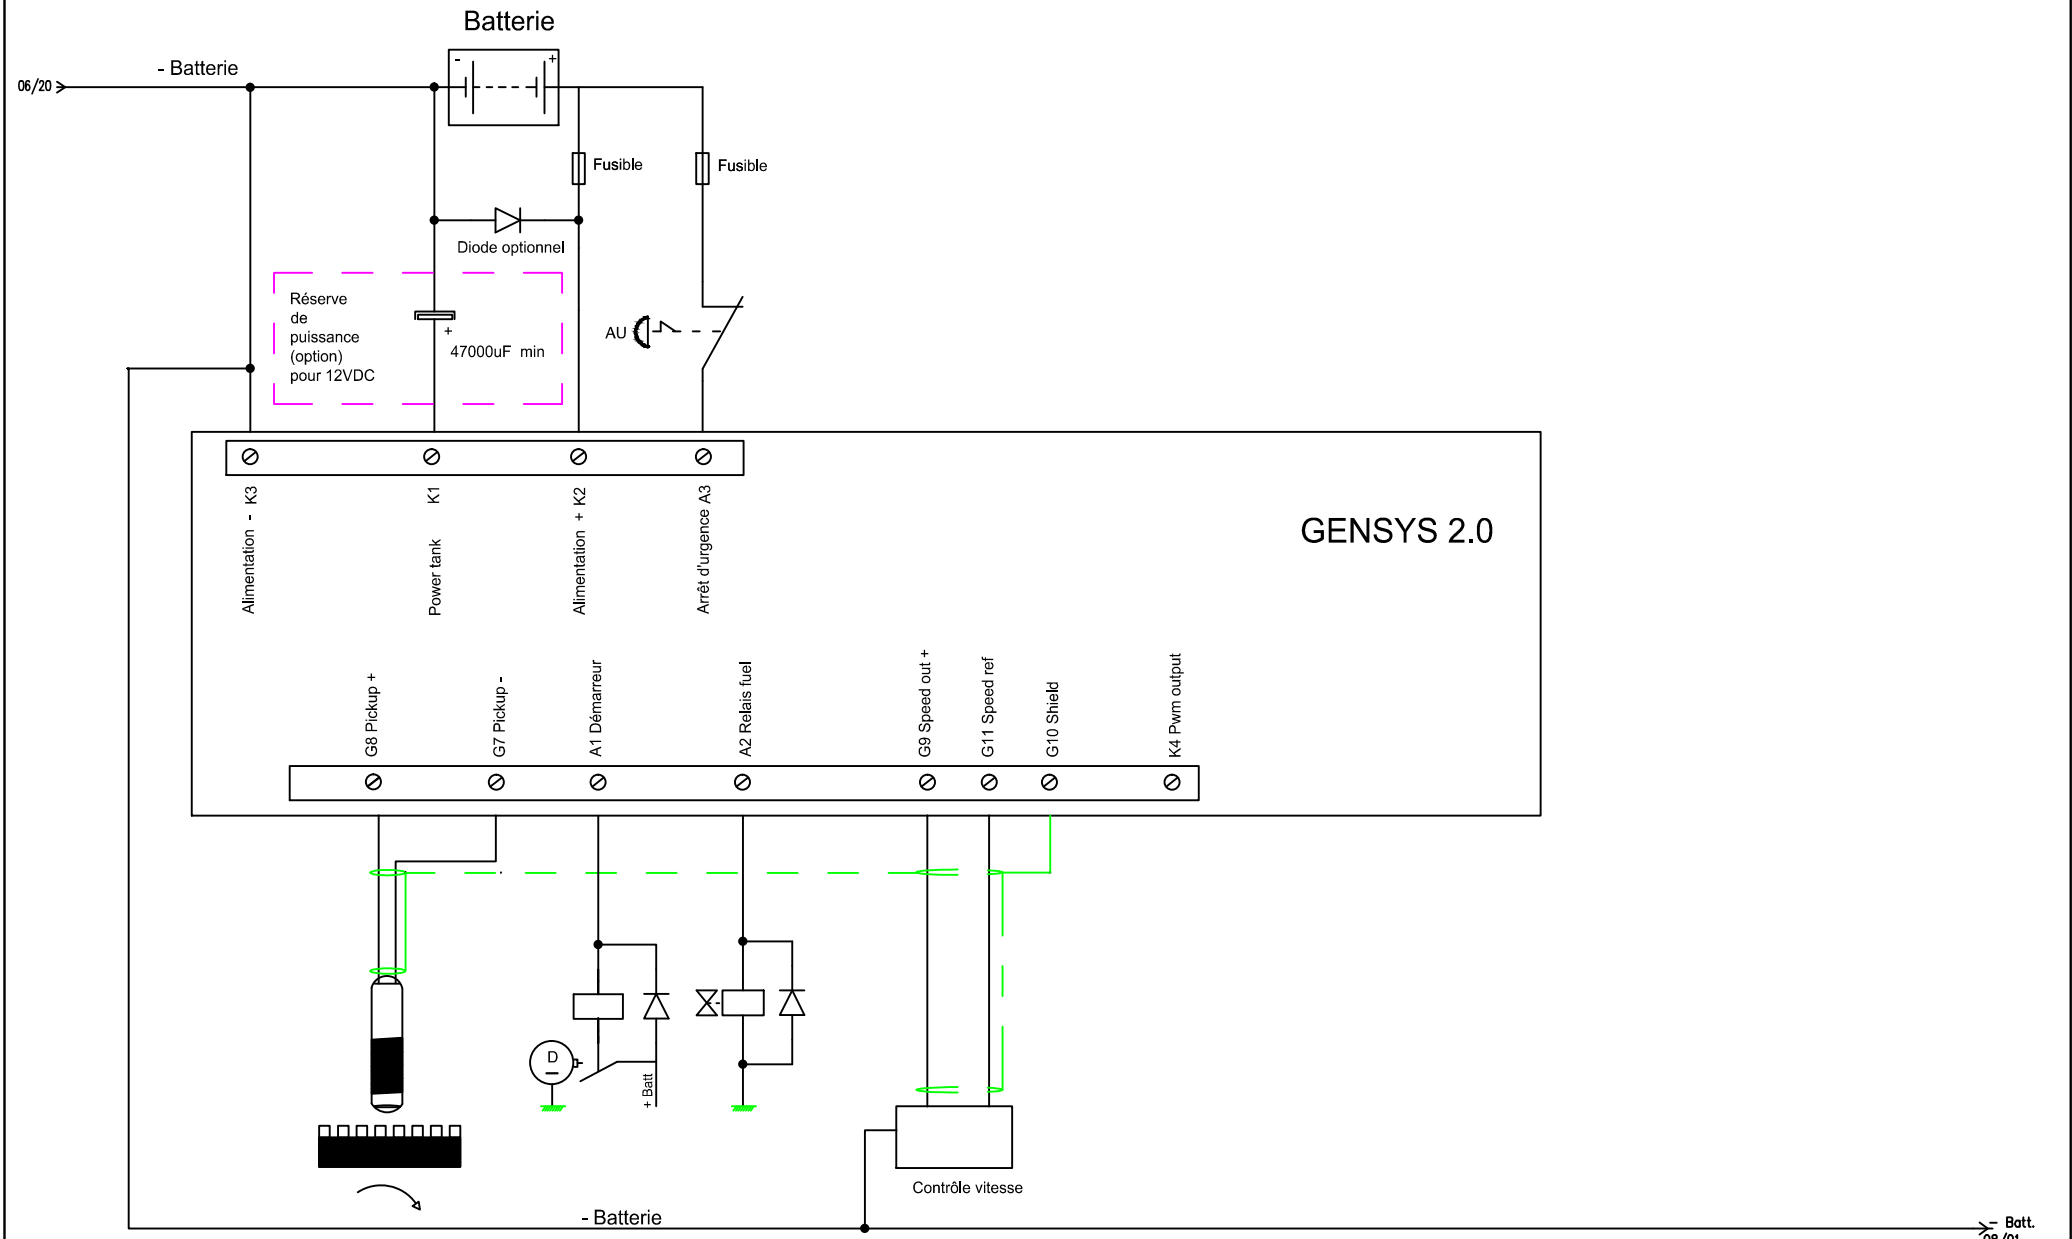 Batterie
- Batterie
- +
06/20
Fusible
Fusible
Diode optionnel
Réserve
de
puissance
(option)
pour 12VDC
+
47000uF min
AU
Alimentation - K3
Power tank K1
Alimentation + K2
Arrêt d'urgence A3
GENSYS 2.0
G8 Pickup +
G7 Pickup -
A1 Démarreur
A2 Relais fuel
G9 Speed out +
G11 Speed ref
G10 Shield
K4 Pwm output
D
+ Batt
Contrôle vitesse
- Batterie
- Batt.
08/01